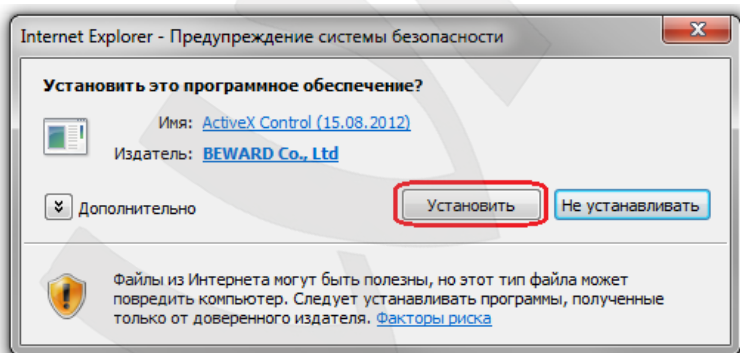 Internet Explorer - Предупреждение системы безопасности
Установить это программное обеспечение?
Имя: ActiveX Control (15.08.2012)
Издатель: BEWARD Co., Ltd
Дополнительно
Установить
Не устанавливать
Файлы из Интернета могут быть полезны, но этот тип файла может
повредить компьютер. Следует устанавливать программы, полученные
только от доверенного издателя. Факторы риска